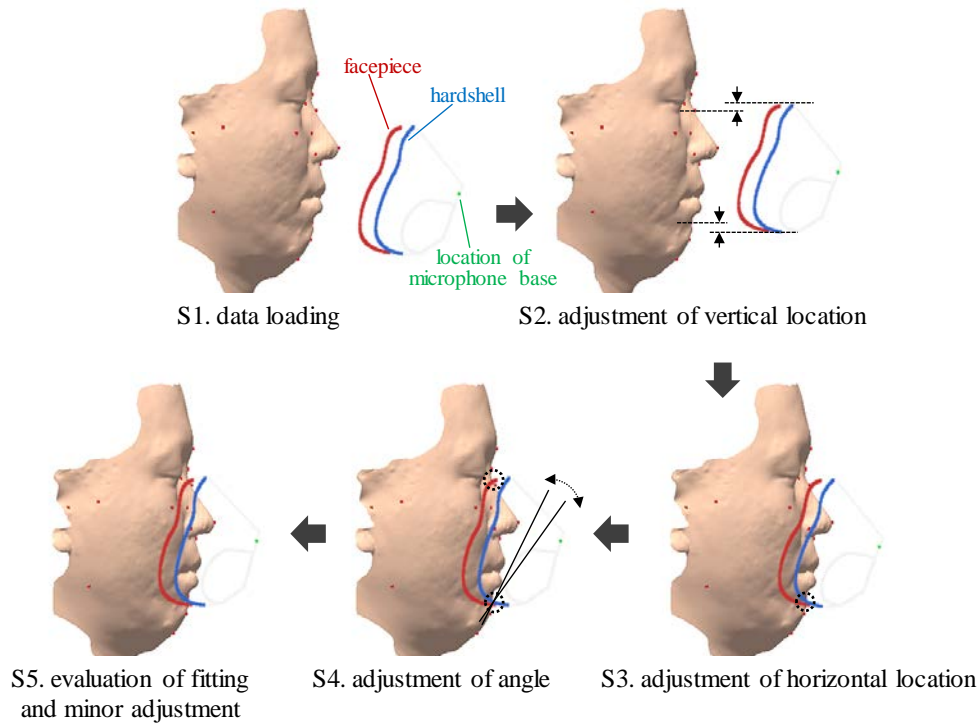 facepiece
hardshell
location of
microphone base
S1. data loading
S2. adjustment of vertical location
S5. evaluation of fitting
and minor adjustment
S4. adjustment of angle
S3. adjustment of horizontal location